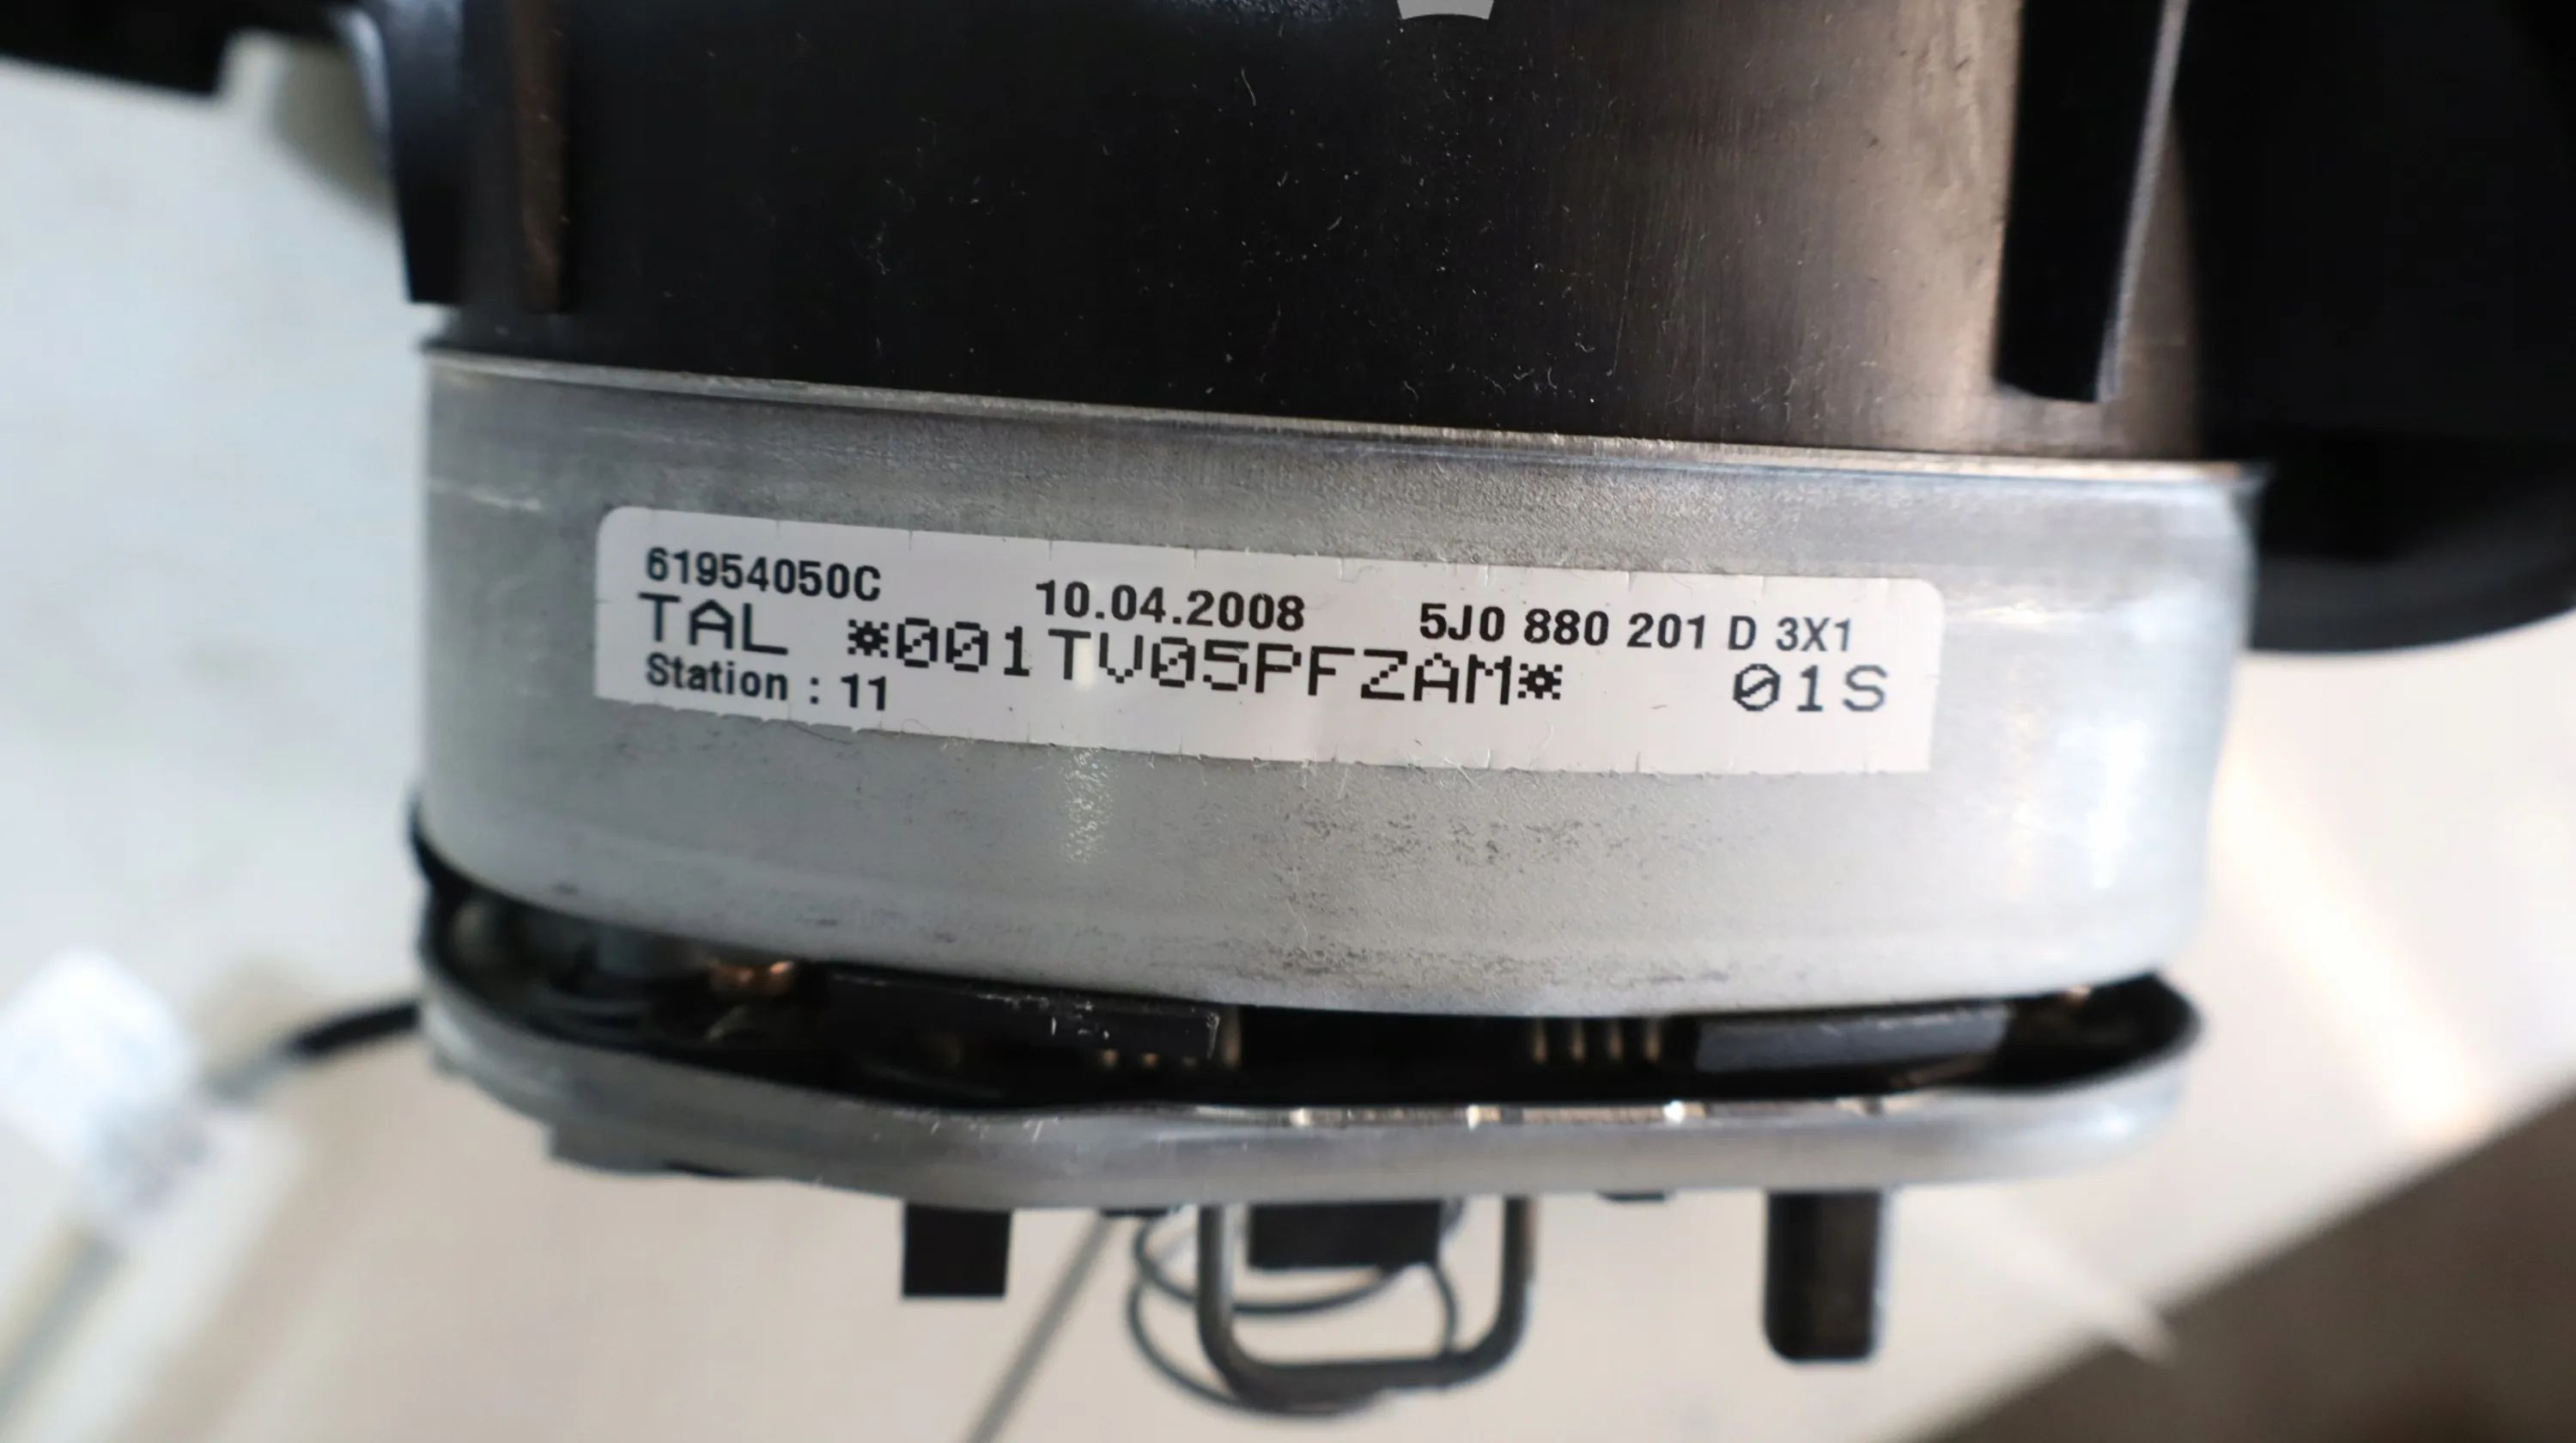 61954050C 10.04.2008 5J0 880 201 D 3X1
TAL *001TV05PFZAM* 01S
Station : 11